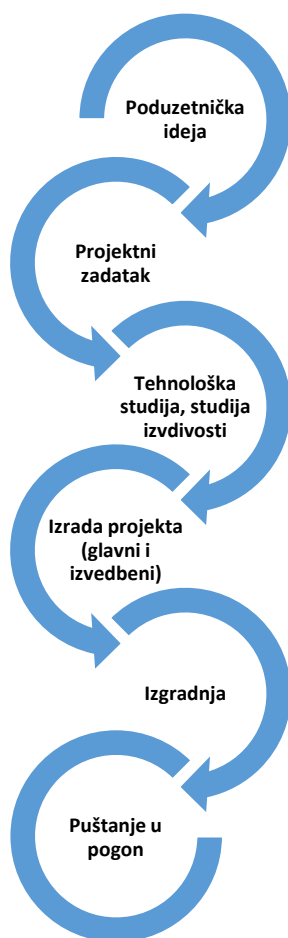 Poduzetnička
ideja
Projektni
zadatak
Tehnološka
studija, studija
izvdivosti
Izrada projekta
(glavni i
izvedbeni)
Izgradnja
Puštanje u
pogon